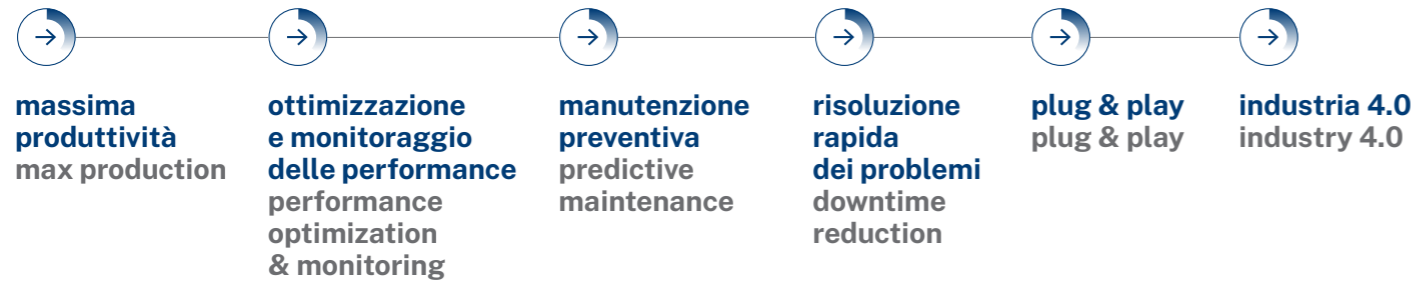 massima
produttività
max production
ottimizzazione
e monitoraggio
delle performance
performance
optimization
& monitoring
manutenzione
preventiva
predictive
maintenance
risoluzione
rapida
dei problemi
downtime
reduction
plug & play
plug & play
industria 4.0
industry 4.0